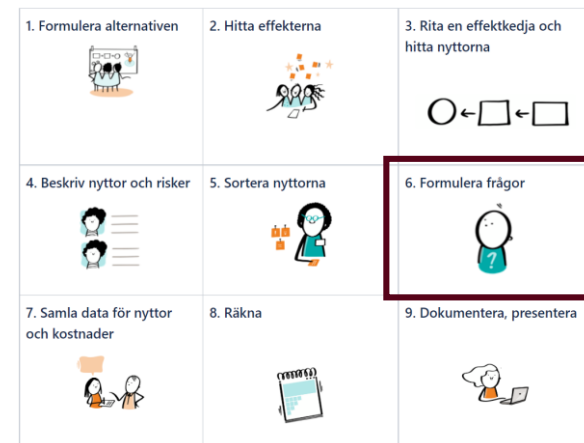 1. Formulera alternativen
2. Hitta effekterna
3. Rita en effektkedja och
hitta nyttorna
4. Beskriv nyttor och risker
5. Sortera nyttorna
6. Formulera frågor
?
7. Samla data för nyttor
och kostnader
8. Räkna
9. Dokumentera, presentera